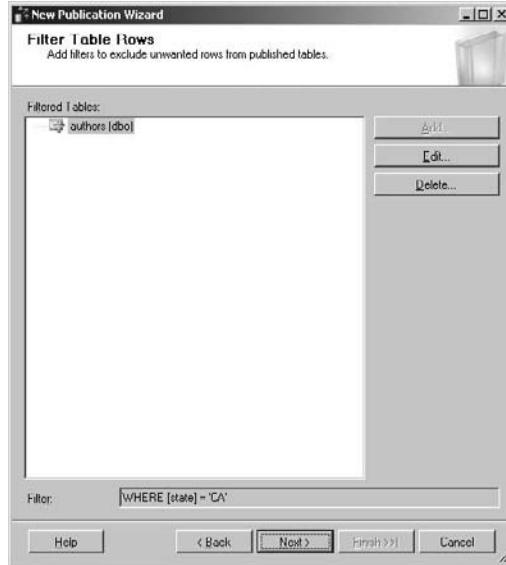 New Publication Wizard
Filter Table Rows
Add filters to exclude unwanted rows from published tables.
Filtered Tables:
authors (dbo)
Add...
Edit...
Delete...
Filter:
WHERE [state] = 'CA'
Help
< Back
Next >
Finish >>|
Cancel